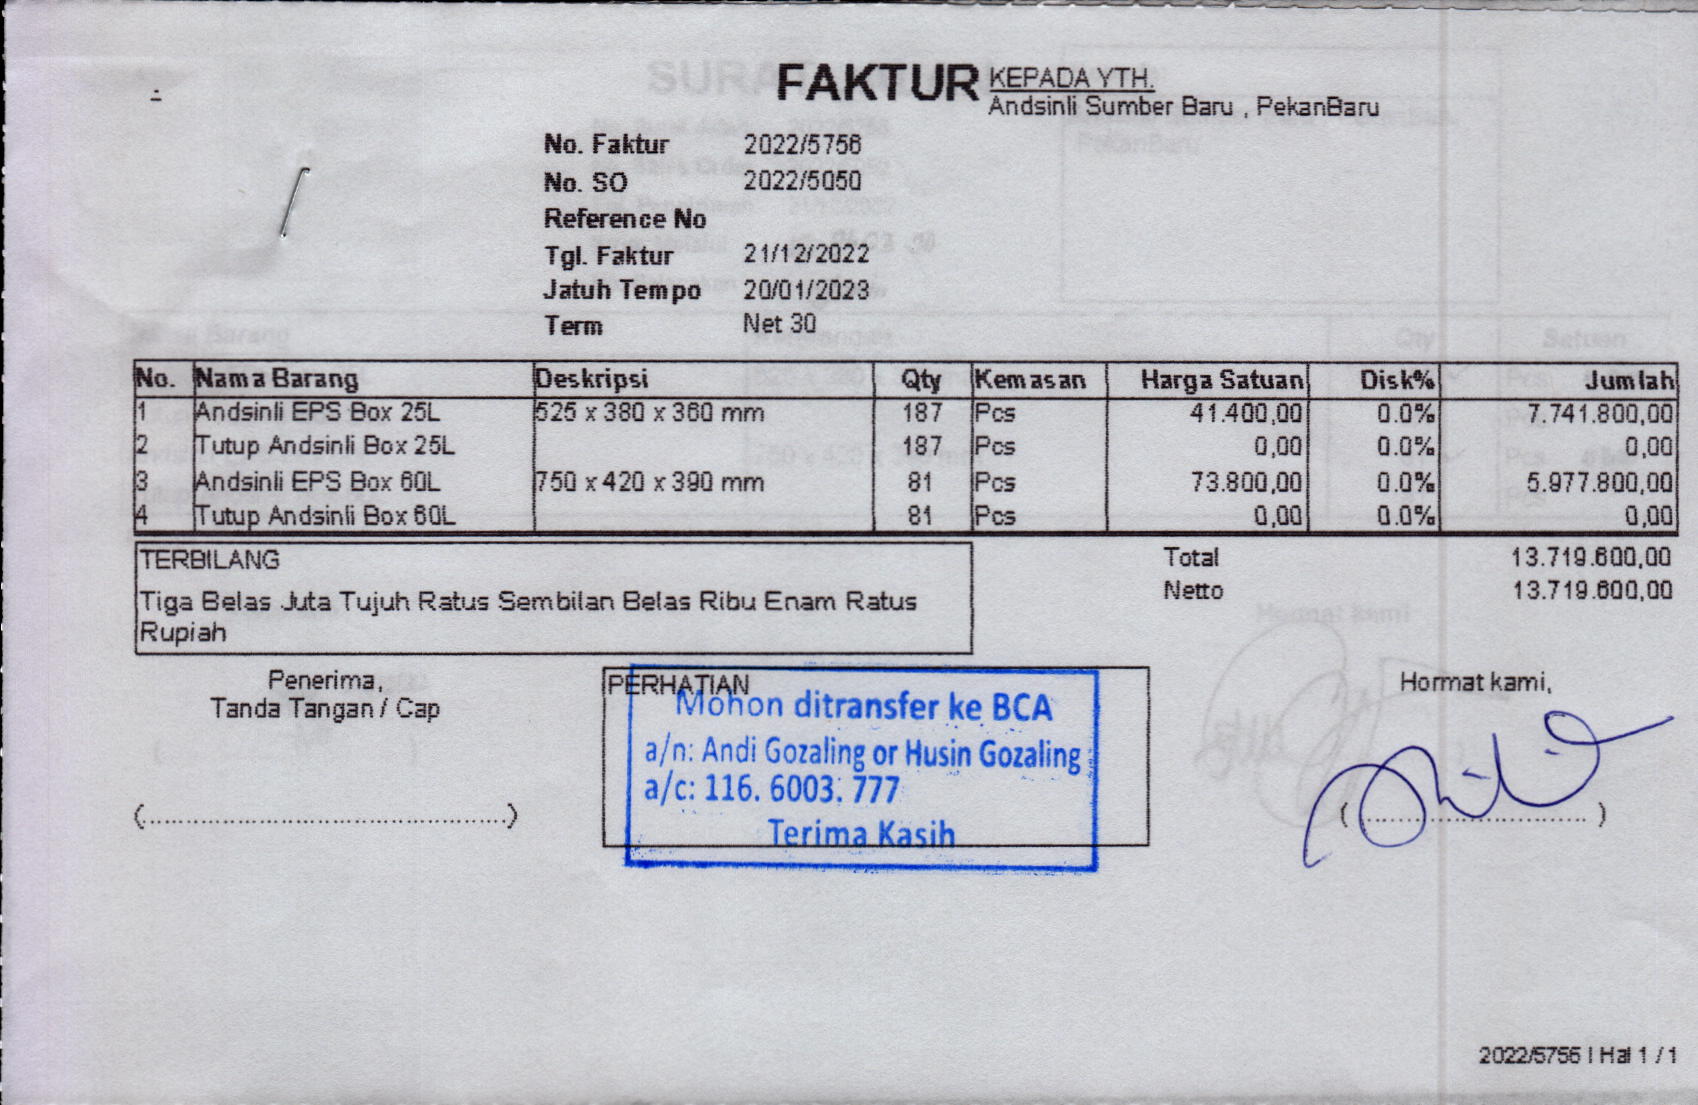 FAKTUR
KEPADA YTH.
Andsinli Sumber Baru , PekanBaru
No. Faktur 2022/5756
No. SO 2022/5050
Reference No
Tgl. Faktur 21/12/2022
Jatuh Tempo 20/01/2023
Term Net 30
No. Nama Barang Deskripsi Qty Kemasan Harga Satuan Disk% Jumlah
1 Andsinli EPS Box 25L 525 x 380 x 360 mm 187 Pcs 41.400,00 0.0% 7.741.800,00
2 Tutup Andsinli Box 25L 187 Pcs 0,00 0.0% 0,00
3 Andsinli EPS Box 60L 750 x 420 x 390 mm 81 Pcs 73.800,00 0.0% 5.977.800,00
4 Tutup Andsinli Box 60L 81 Pcs 0,00 0.0% 0,00
TERBILANG
Tiga Belas Juta Tujuh Ratus Sembilan Belas Ribu Enam Ratus
Rupiah
Total 13.719.600,00
Netto 13.719.600,00
Penerima,
Tanda Tangan / Cap
(..............................................)
PERHATIAN
Mohon ditransfer ke BCA
a/n: Andi Gozaling or Husin Gozaling
a/c: 116. 6003. 777
Terima Kasih
Hormat kami,
(..............................)
2022/5756 | Hal 1 / 1